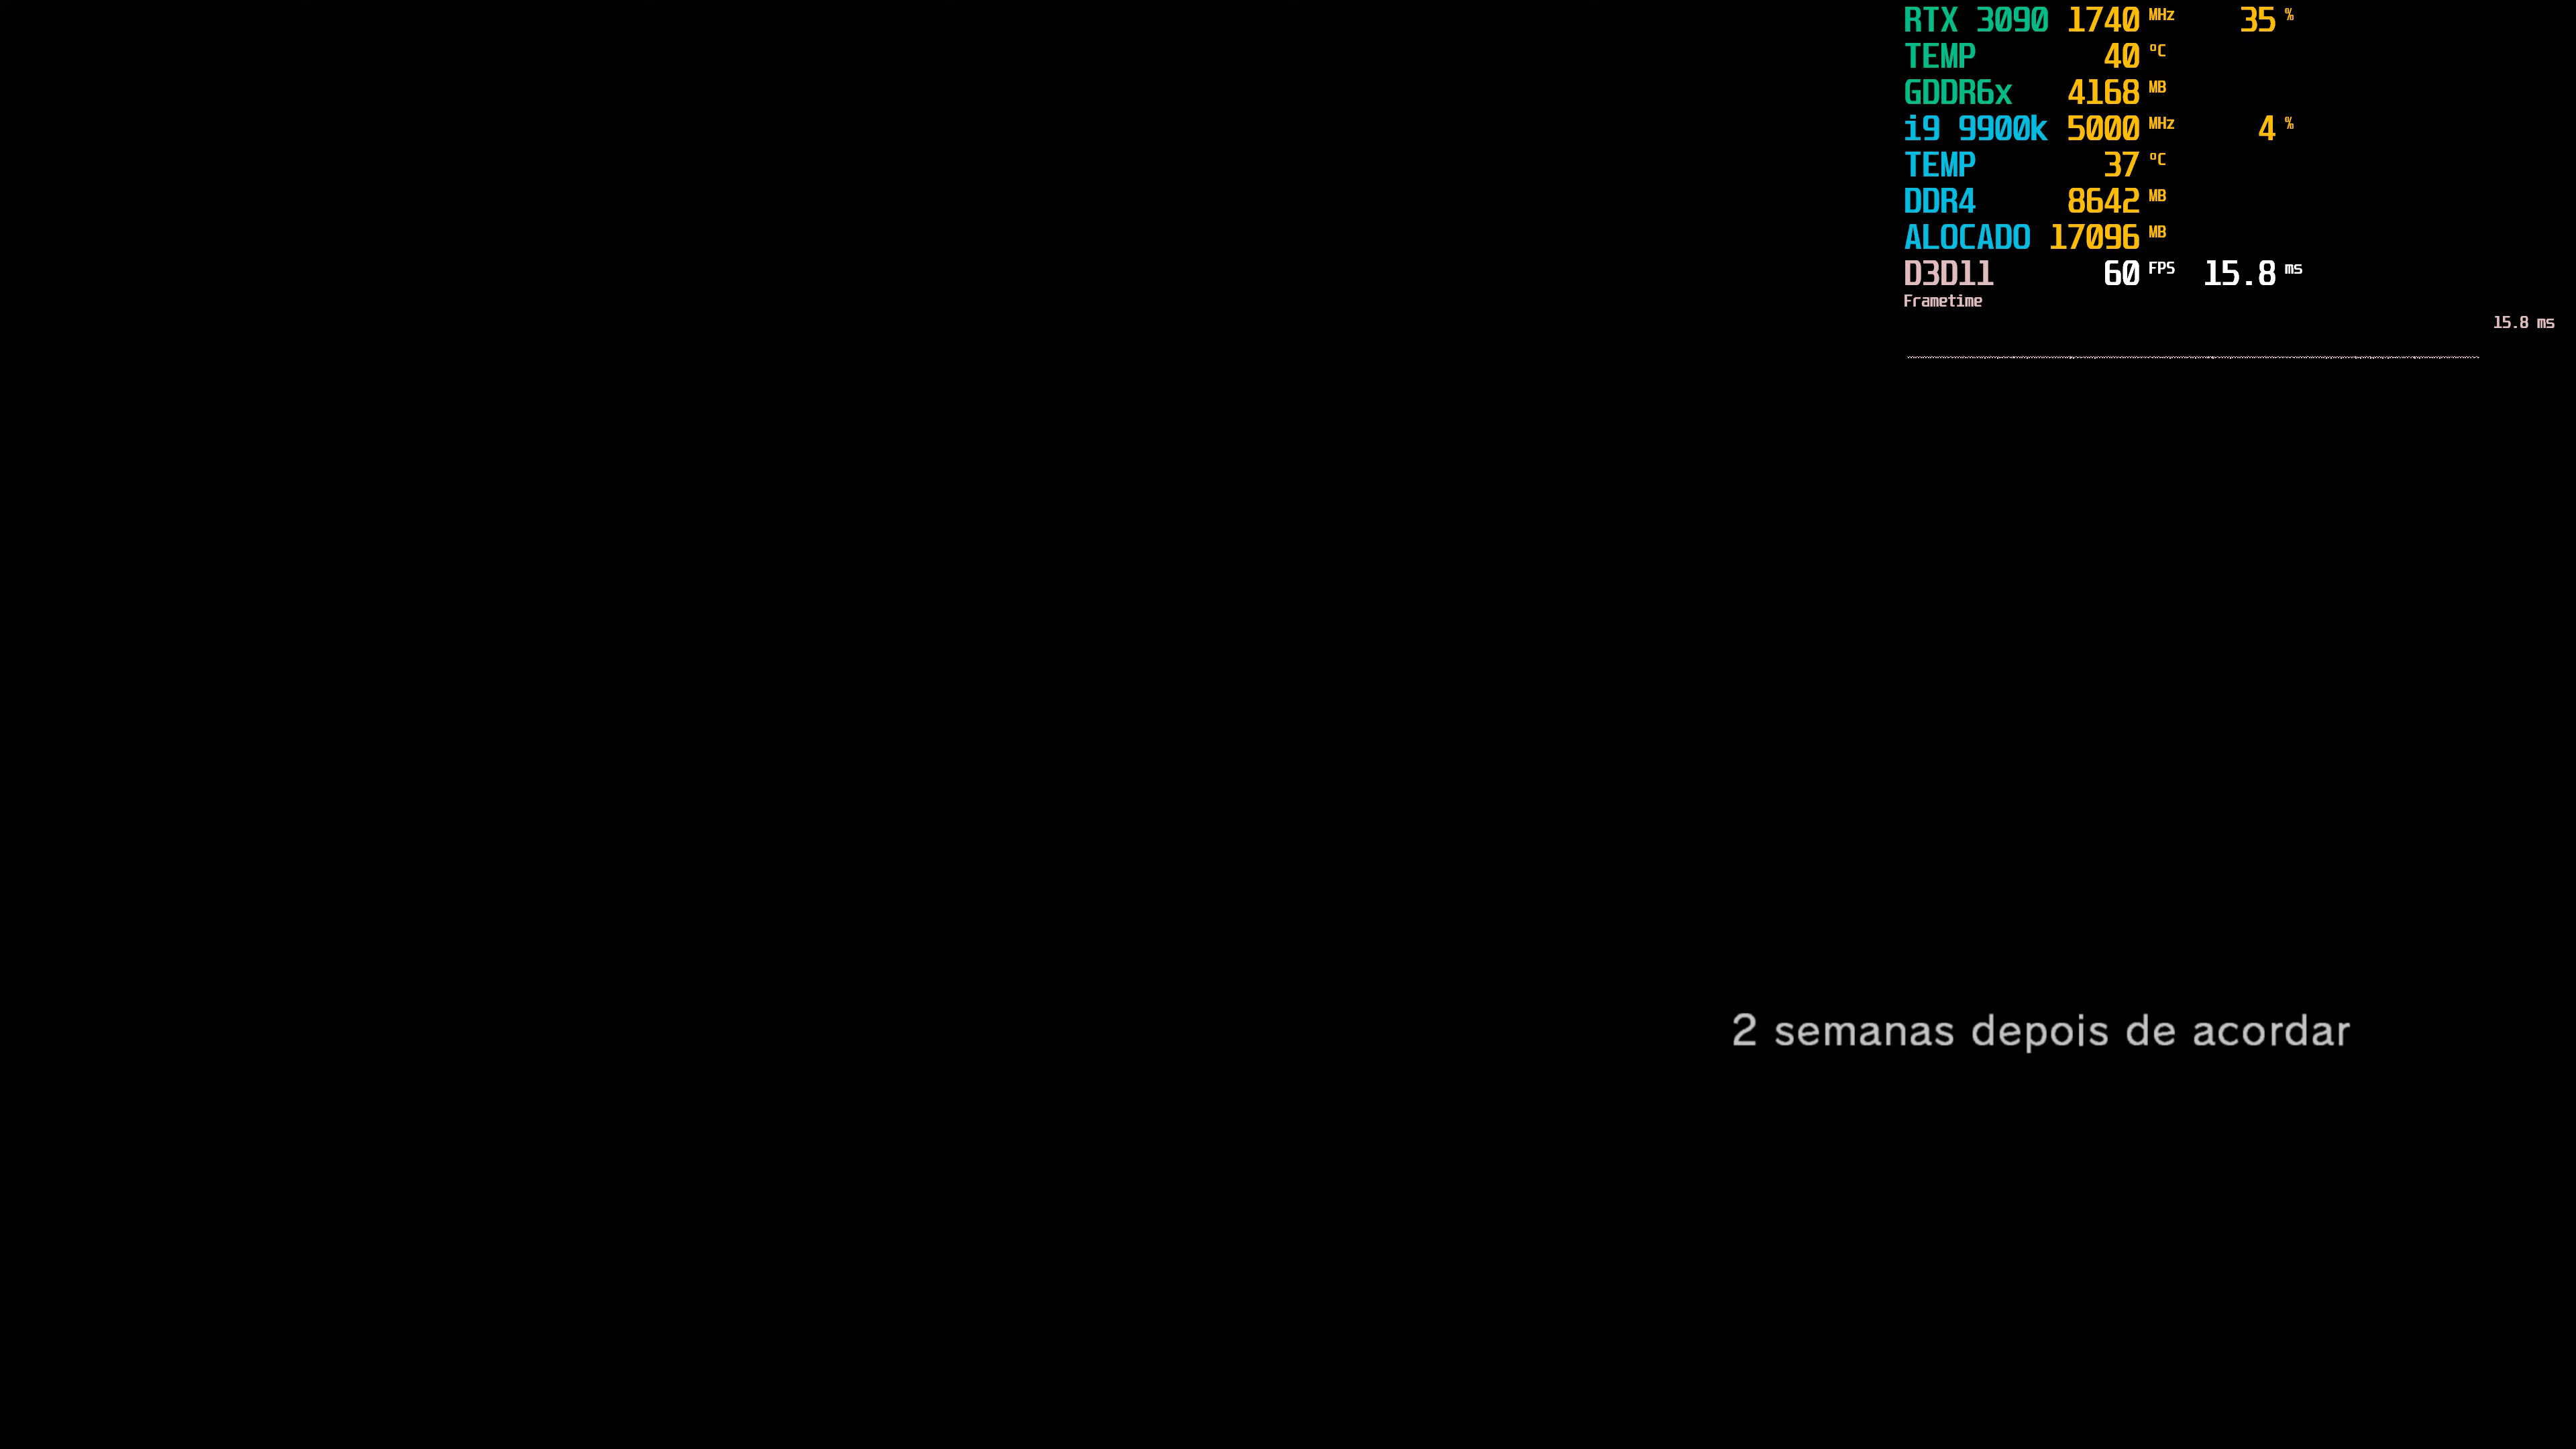 RTX 3090 1740 MHz 35 %
TEMP 40 °C
GDDR6x 4168 MB
i9 9900k 5000 MHz 4 %
TEMP 37 °C
DDR4 8642 MB
ALOCADO 17096 MB
D3D11 60 FPS 15.8 ms
Frametime
15.8 ms
2 semanas depois de acordar